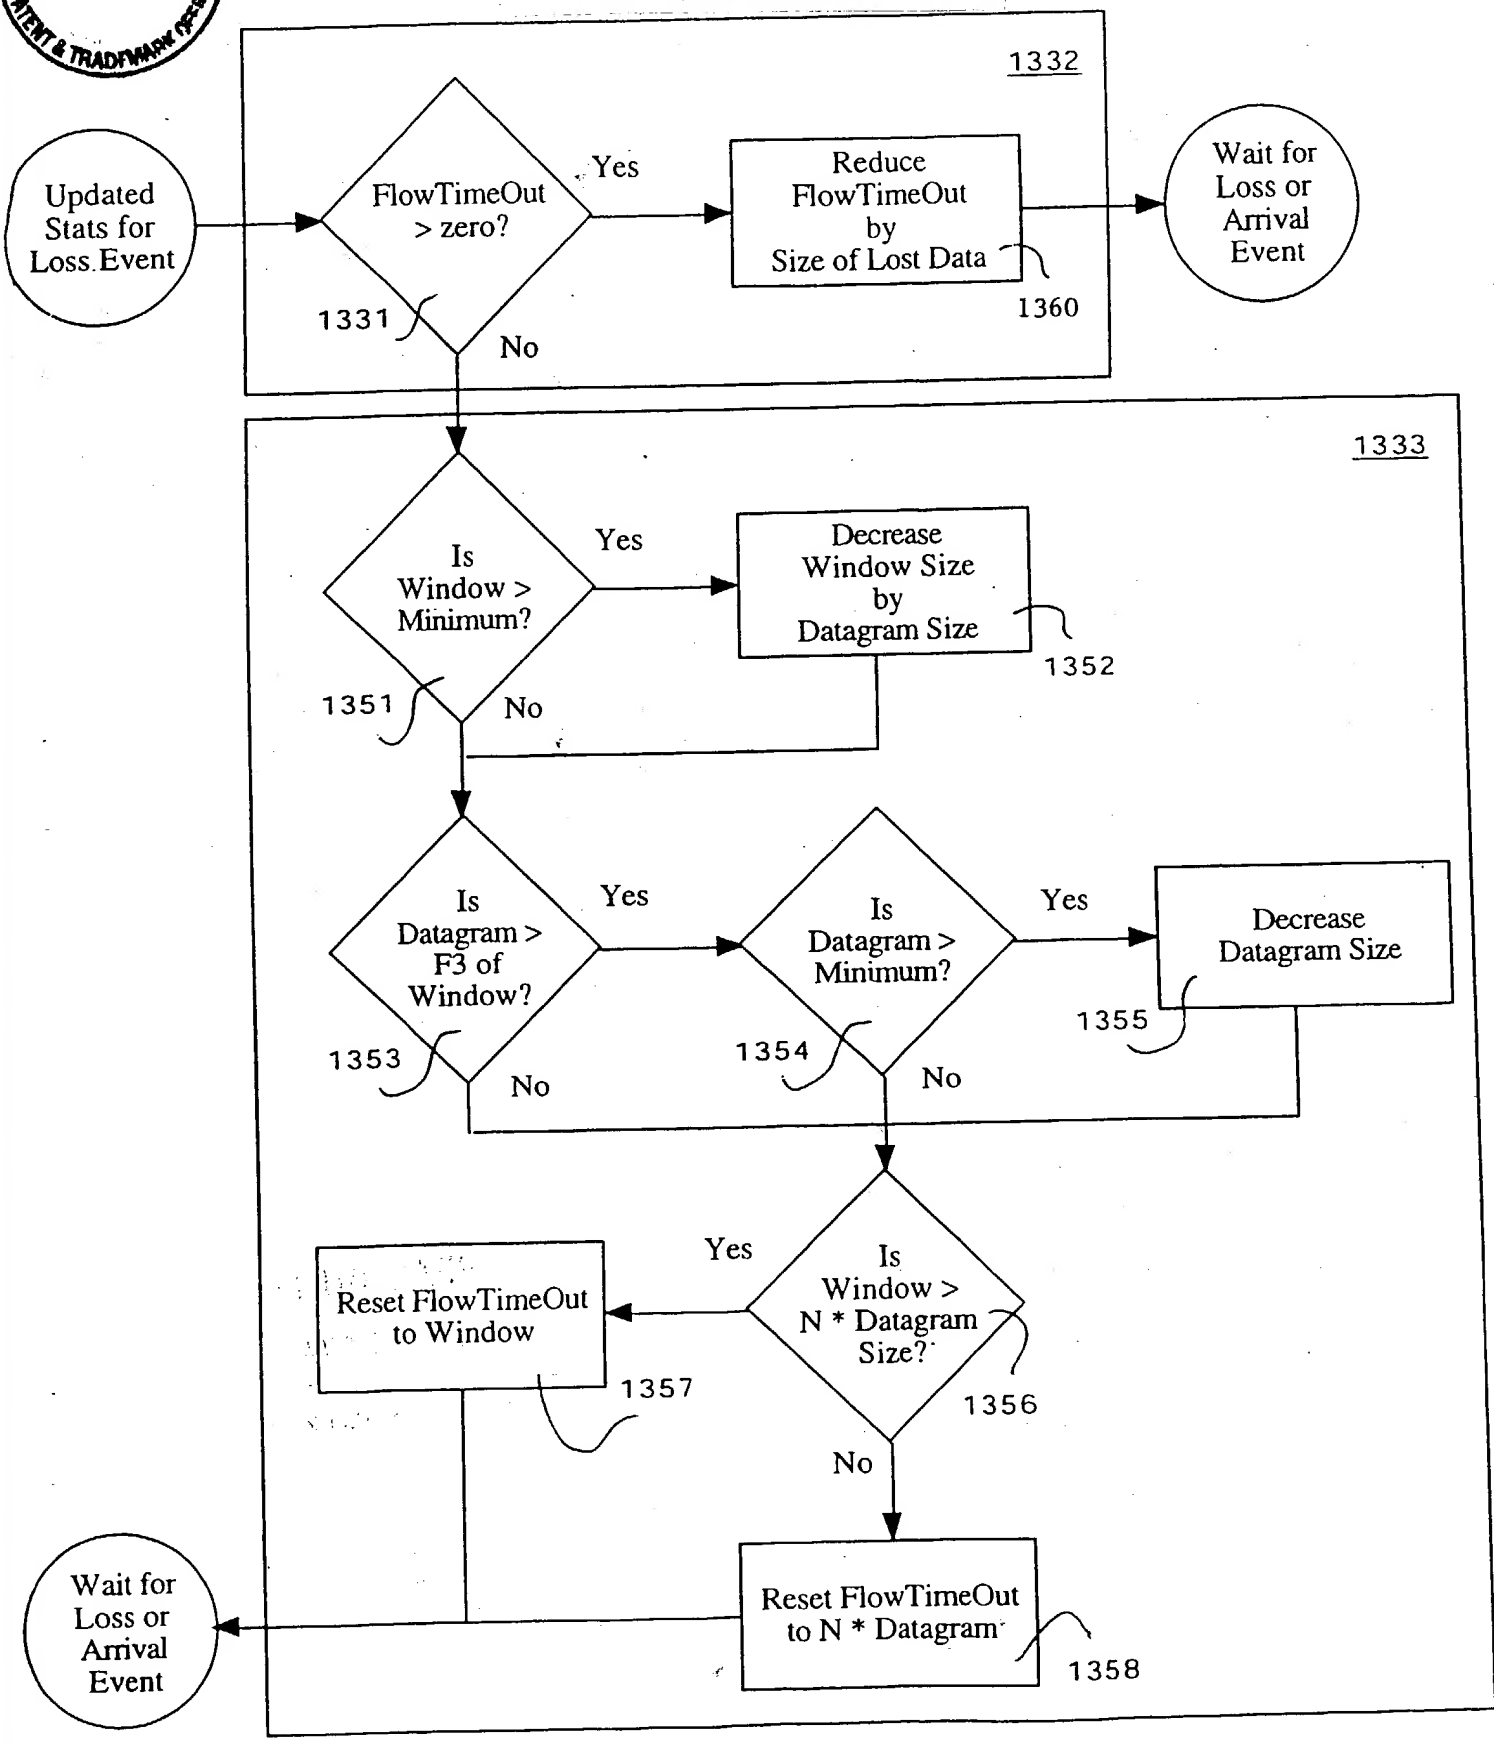 ATENT & TRADEMARK OFF
1332
Updated
Stats for
Loss Event
FlowTimeOut
> zero?
Yes
Reduce
FlowTimeOut
by
Size of Lost Data
Wait for
Loss or
Arrival
Event
1331
No
1360
1333
Is
Window >
Minimum?
Yes
Decrease
Window Size
by
Datagram Size
1351
No
1352
Is
Datagram >
F3 of
Window?
Yes
Is
Datagram >
Minimum?
Yes
Decrease
Datagram Size
1353
No
1354
No
1355
Is
Window >
N * Datagram
Size?
Yes
Reset FlowTimeOut
to Window
1357
1356
No
Wait for
Loss or
Arrival
Event
Reset FlowTimeOut
to N * Datagram
1358